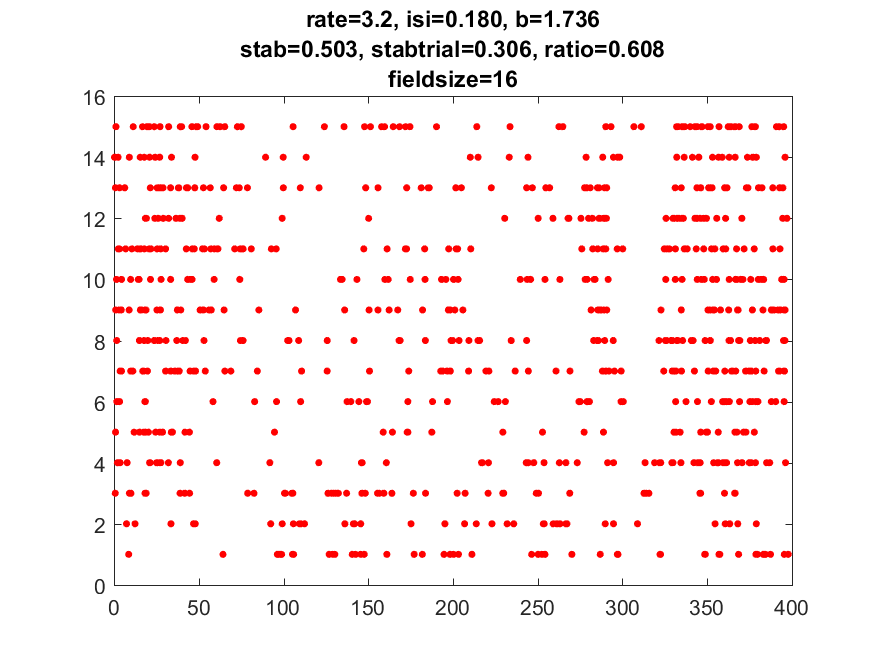 rate=3.2, isi=0.180, b=1.736
stab=0.503, stabtrial=0.306, ratio=0.608
fieldsize=16
16
14
12
10
8
6
4
2
0
0 50 100 150 200 250 300 350 400